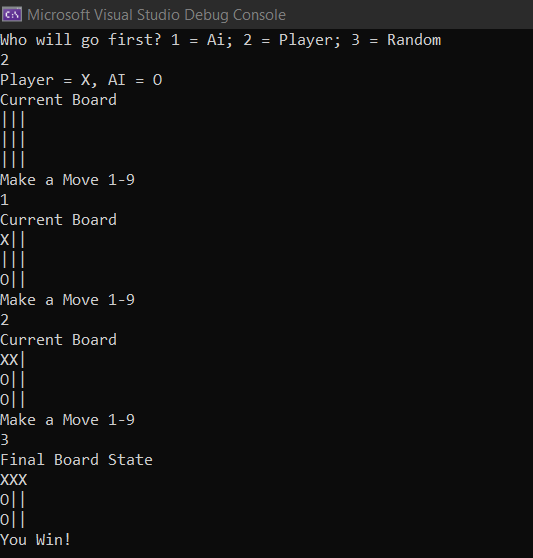 Microsoft Visual Studio Debug Console
Who will go first? 1 = Ai; 2 = Player; 3 = Random
2
Player = X, AI = O
Current Board
|||
|||
|||
Make a Move 1-9
1
Current Board
X||
|||
O||
Make a Move 1-9
2
Current Board
XX|
O||
O||
Make a Move 1-9
3
Final Board State
XXX
O||
O||
You Win!